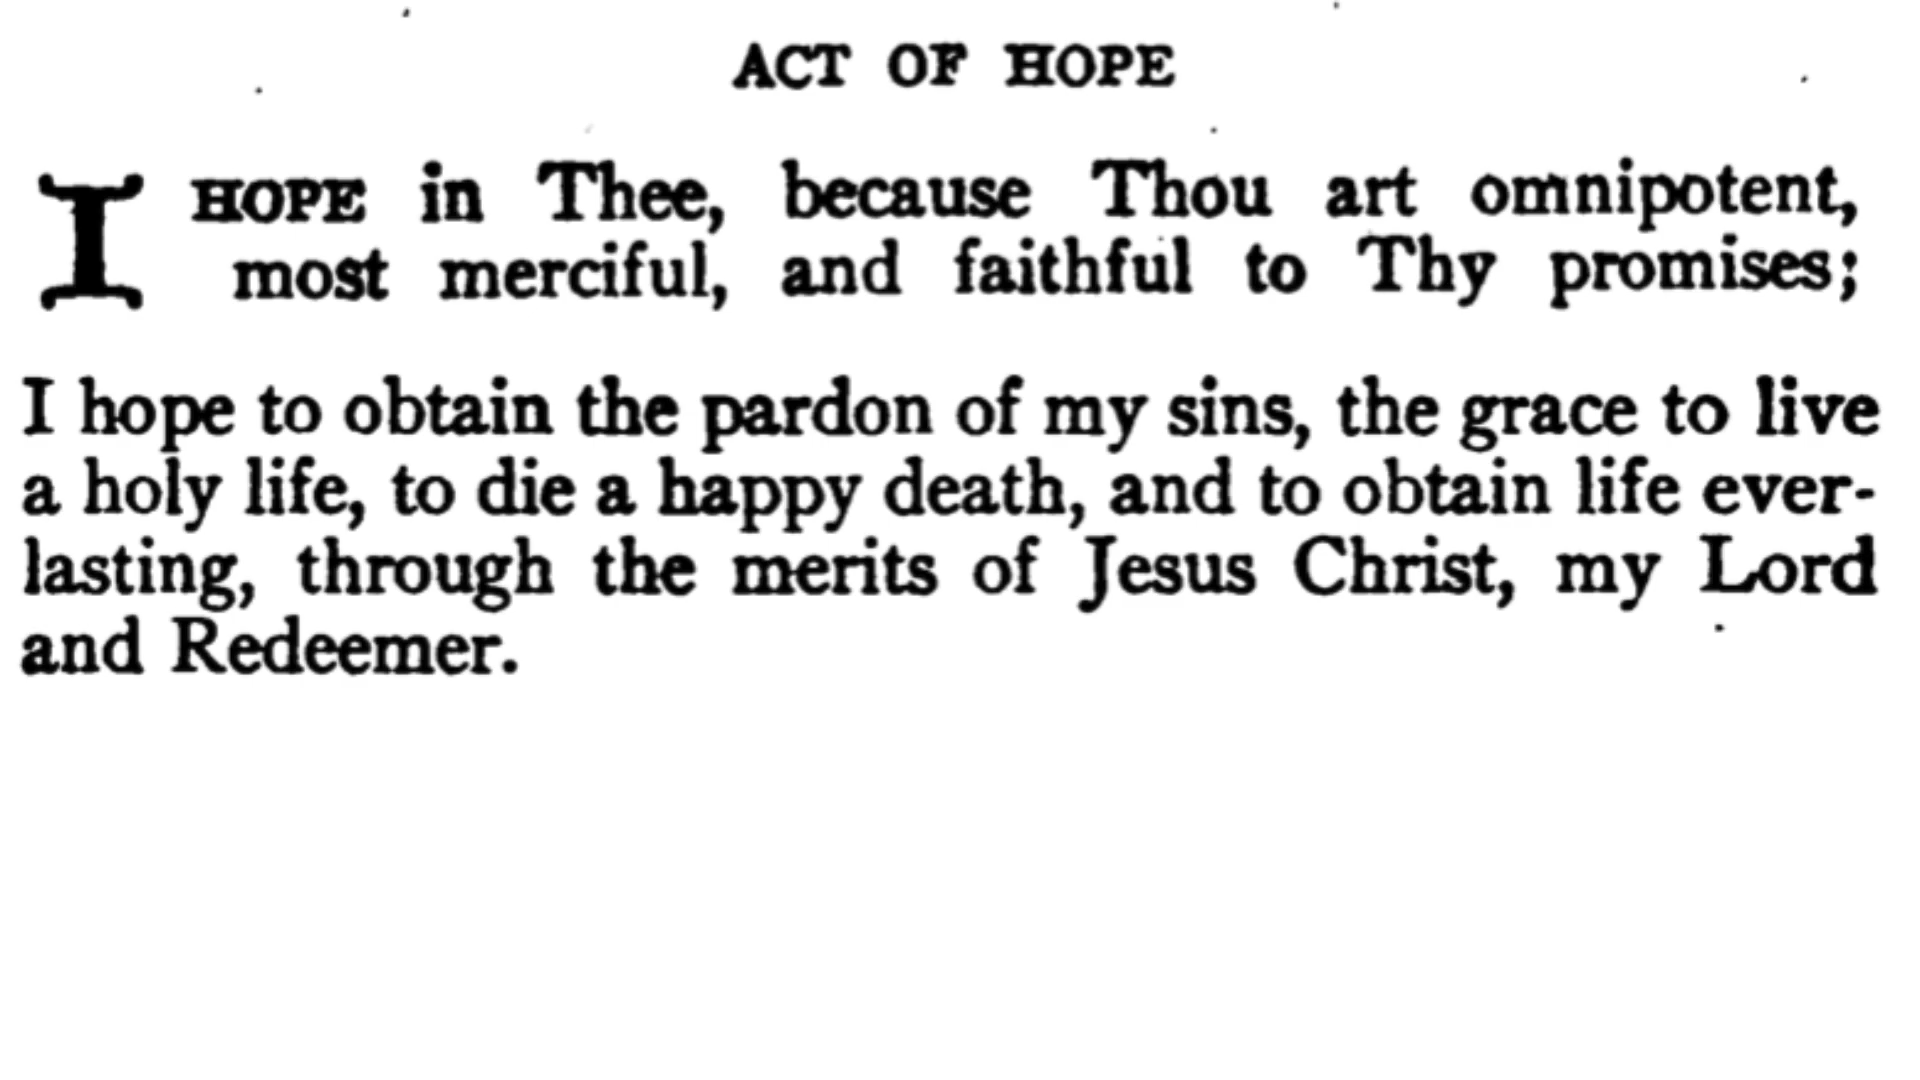 ACT OF HOPE
I HOPE in Thee, because Thou art omnipotent,
most merciful, and faithful to Thy promises;
I hope to obtain the pardon of my sins, the grace to live
a holy life, to die a happy death, and to obtain life ever-
lasting, through the merits of Jesus Christ, my Lord
and Redeemer.